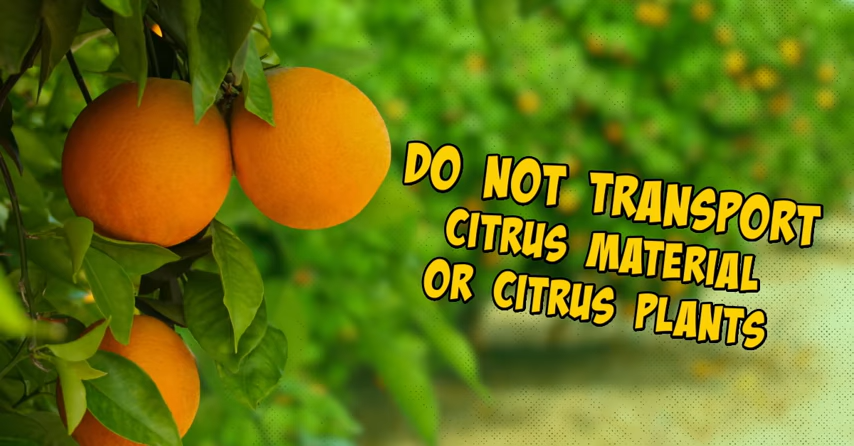 DO NOT TRANSPORT
CITRUS MATERIAL
OR CITRUS PLANTS